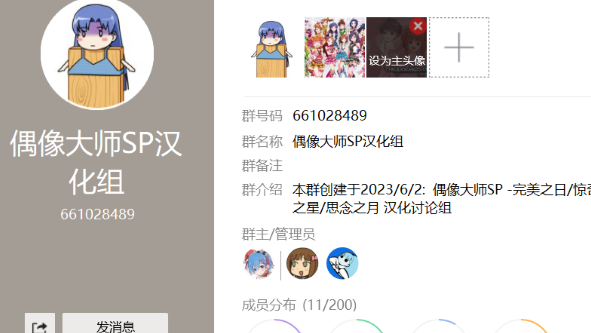 偶像大师SP汉
化组
661028489
发消息
设为主头像
群号码 661028489
群名称 偶像大师SP汉化组
群备注
群介绍 本群创建于2023/6/2: 偶像大师SP -完美之日/惊
之星/思念之月 汉化讨论组
群主/管理员
成员分布 (11/200)